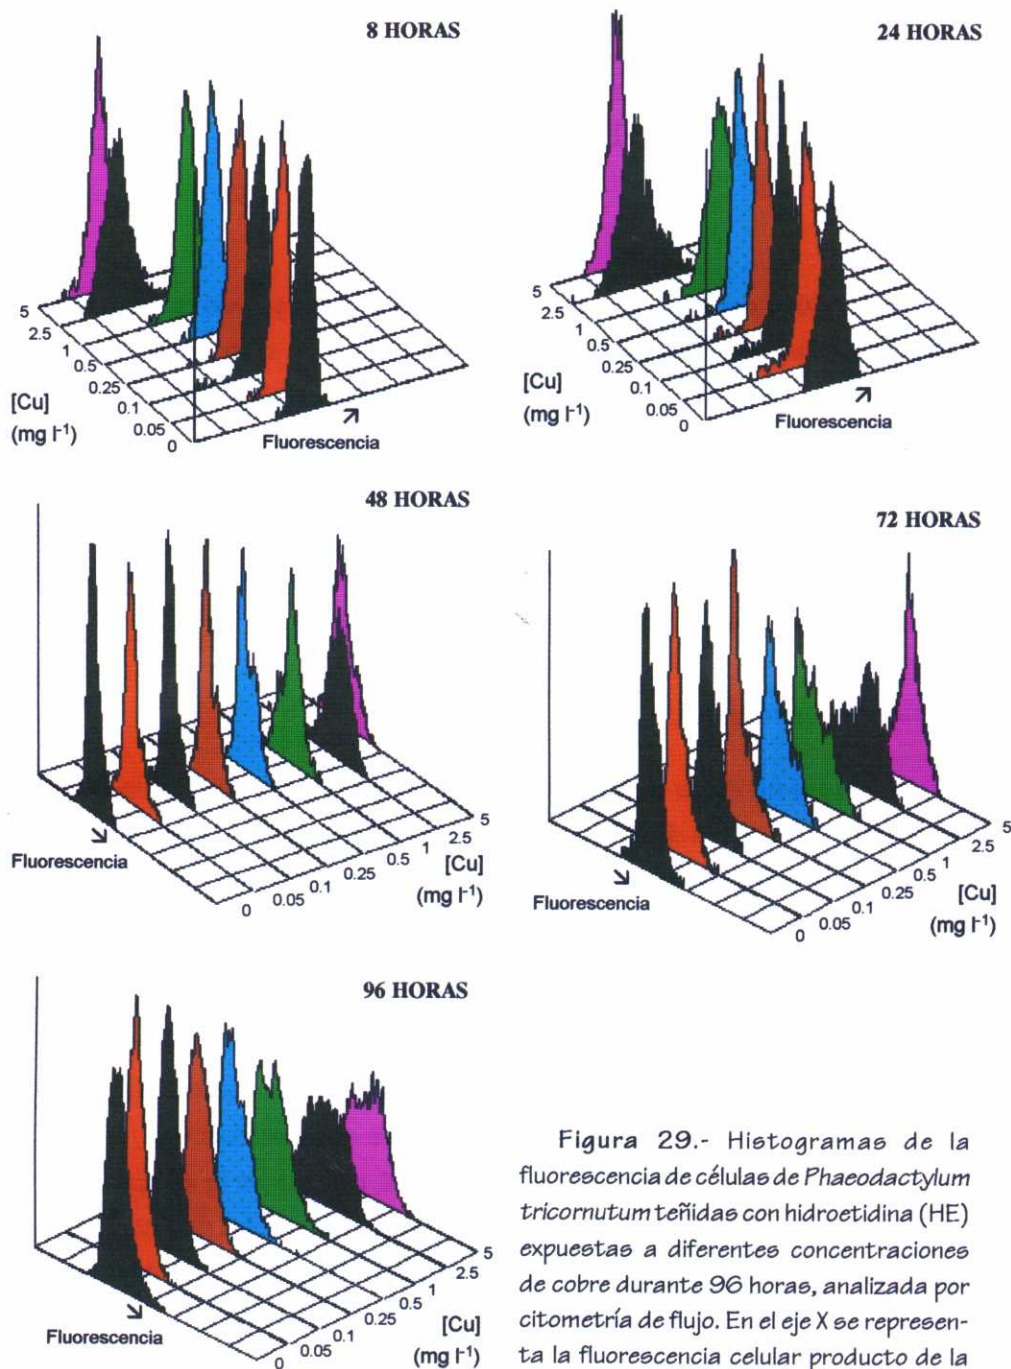 8 HORAS
5
2.5
1
0.5
0.25
0.1
0.05
0
[Cu]
(mg l-1)
Fluorescencia
24 HORAS
5
2.5
1
0.5
0.25
0.1
0.05
0
[Cu]
(mg l-1)
Fluorescencia
48 HORAS
Fluorescencia
0
0.05
0.1
0.25
0.5
1
2.5
5
[Cu]
(mg l-1)
72 HORAS
Fluorescencia
0
0.05
0.1
0.25
0.5
1
2.5
5
[Cu]
(mg l-1)
96 HORAS
Fluorescencia
0
0.05
0.1
0.25
0.5
1
2.5
5
[Cu]
(mg l-1)
Figura 29.- Histogramas de la
fluorescencia de células de Phaeodactylum
tricornutum teñidas con hidroetidina (HE)
expuestas a diferentes concentraciones
de cobre durante 96 horas, analizada por
citometría de flujo. En el eje X se represen-
ta la fluorescencia celular producto de la